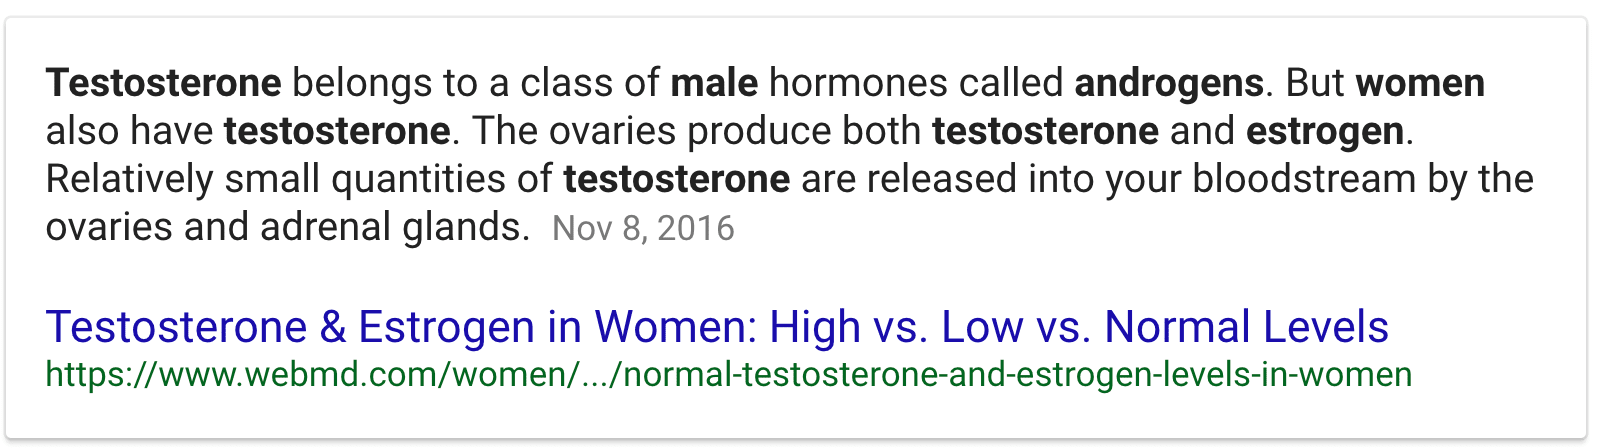 Testosterone belongs to a class of male hormones called androgens. But women
also have testosterone. The ovaries produce both testosterone and estrogen.
Relatively small quantities of testosterone are released into your bloodstream by the
ovaries and adrenal glands. Nov 8, 2016
Testosterone & Estrogen in Women: High vs. Low vs. Normal Levels
https://www.webmd.com/women/.../normal-testosterone-and-estrogen-levels-in-women